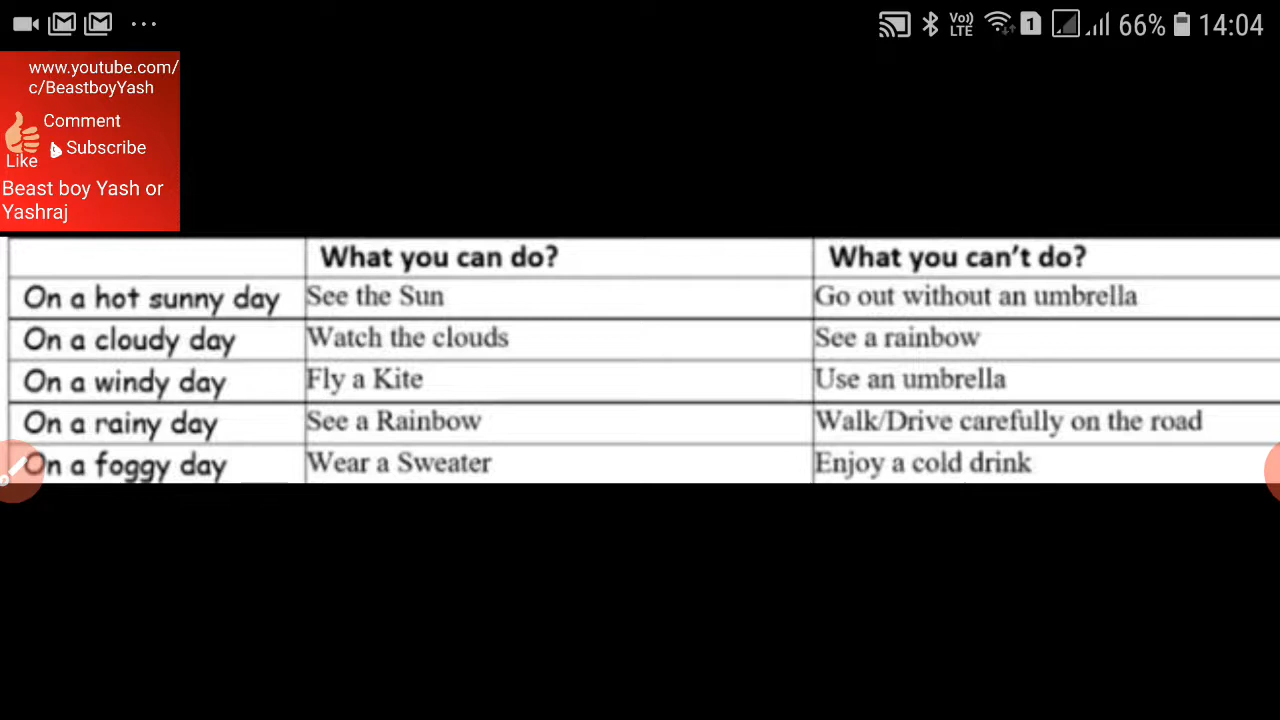 Vo)) 1 66% 14:04
LTE
www.youtube.com/
c/BeastboyYash
Comment
Subscribe
Like
Beast boy Yash or
Yashraj
What you can do? What you can't do?
On a hot sunny day See the Sun Go out without an umbrella
On a cloudy day Watch the clouds See a rainbow
On a windy day Fly a Kite Use an umbrella
On a rainy day See a Rainbow Walk/Drive carefully on the road
On a foggy day Wear a Sweater Enjoy a cold drink